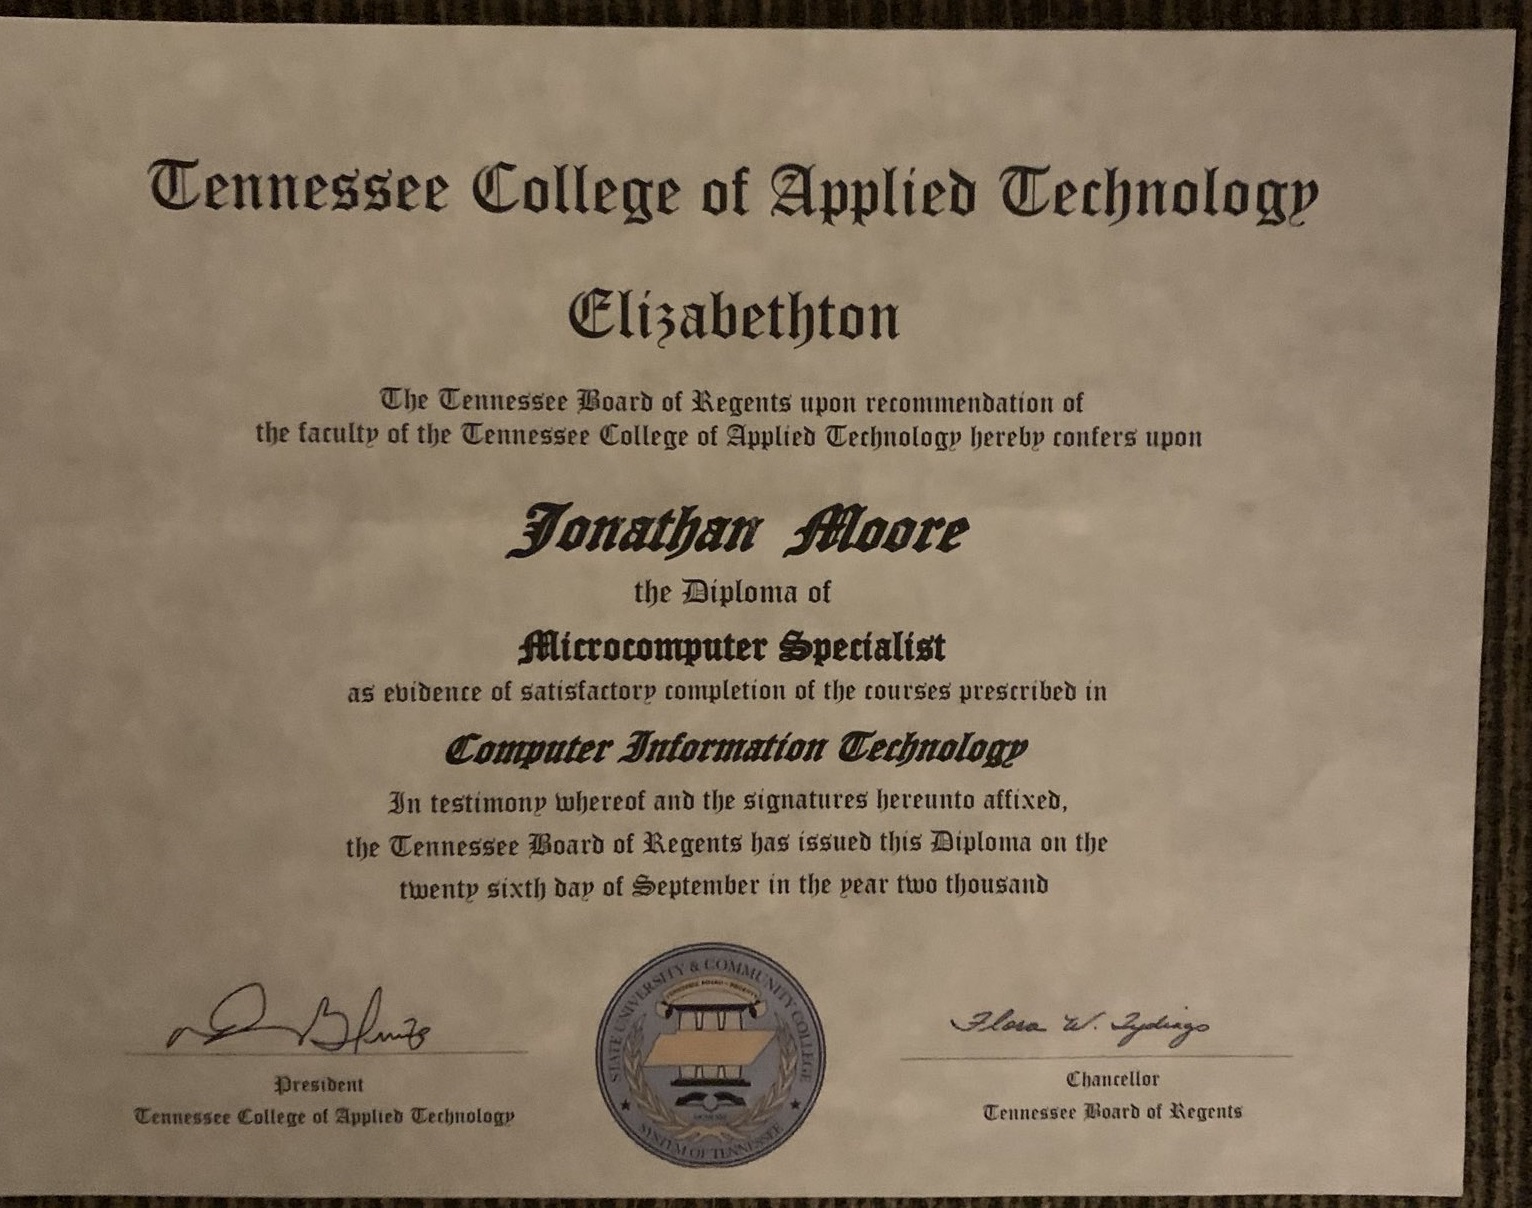 Tennessee College of Applied Technology
Elizabethton
The Tennessee Board of Regents upon recommendation of
the faculty of the Tennessee College of Applied Technology hereby confers upon
Jonathan Moore
the Diploma of
Microcomputer Specialist
as evidence of satisfactory completion of the courses prescribed in
Computer Information Technology
In testimony whereof and the signatures hereunto affixed,
the Tennessee Board of Regents has issued this Diploma on the
twenty sixth day of September in the year two thousand
STATE UNIVERSITY & COMMUNITY COLLEGE
SYSTEM OF TENNESSEE
TENNESSEE BOARD OF REGENTS
President
Tennessee College of Applied Technology
Flora W. Tydings
Chancellor
Tennessee Board of Regents